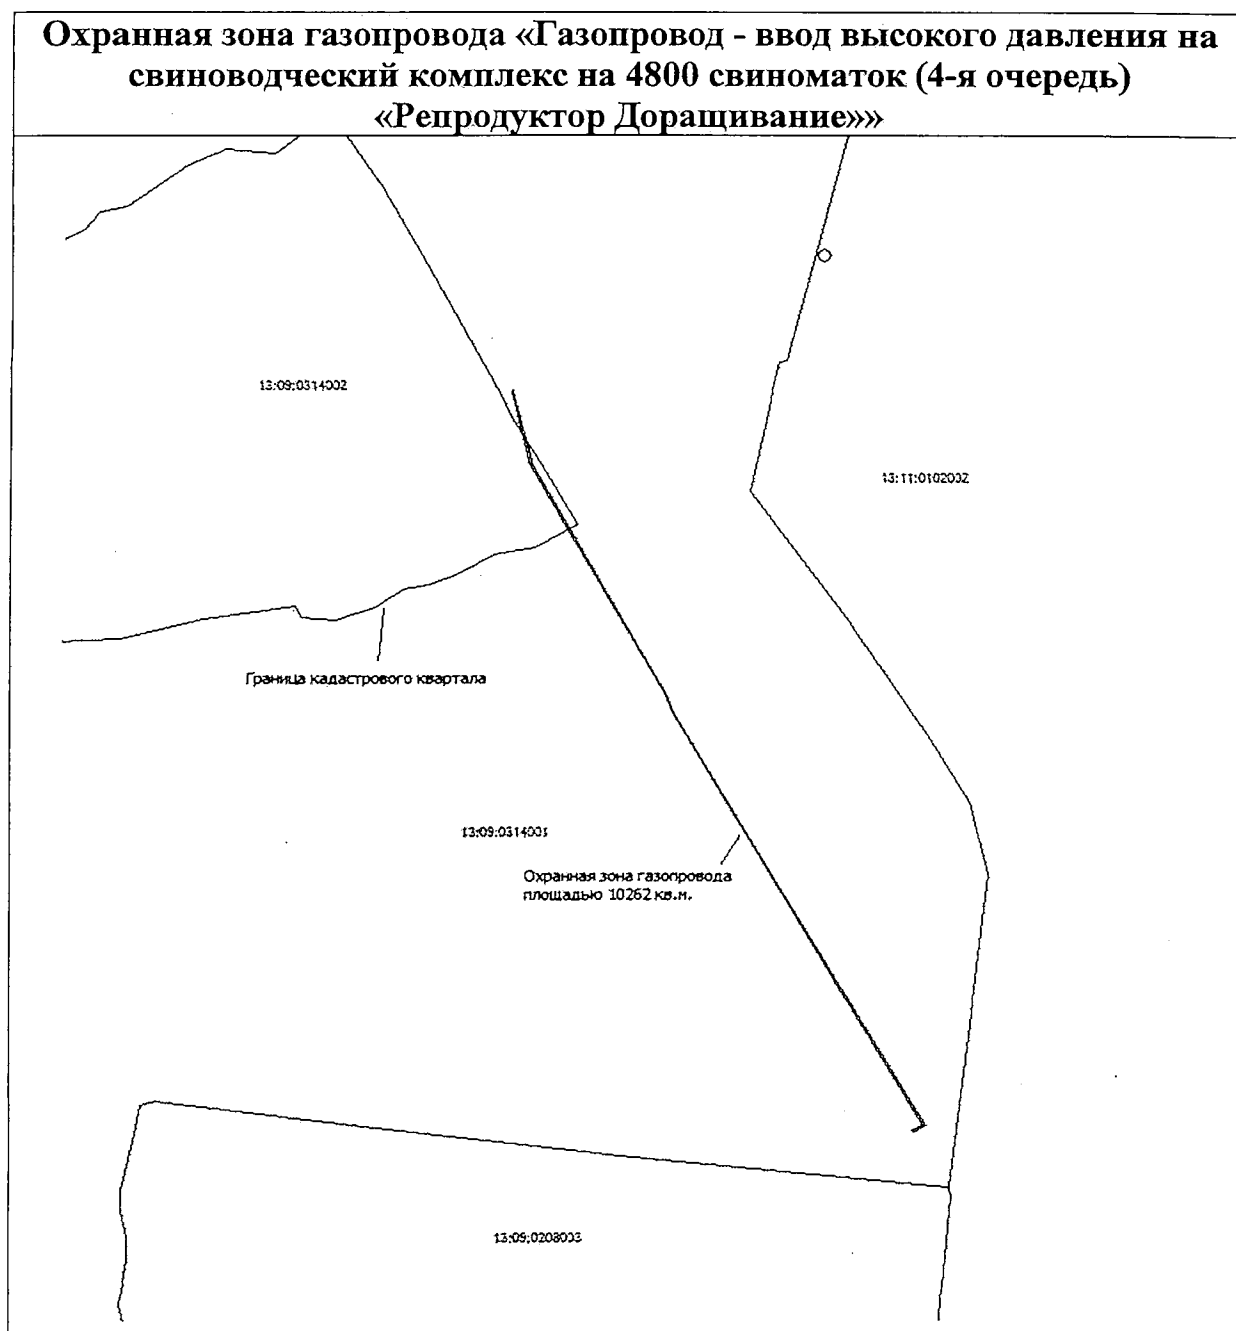 Охранная зона газопровода «Газопровод - ввод высокого давления на
свиноводческий комплекс на 4800 свиноматок (4-я очередь)
«Репродуктор Доращивание»»
13:09:0314002
13:11:0102002
Граница кадастрового квартала
13:09:0314001
Охранная зона газопровода
площадью 10262 кв.м.
13:09:0208003